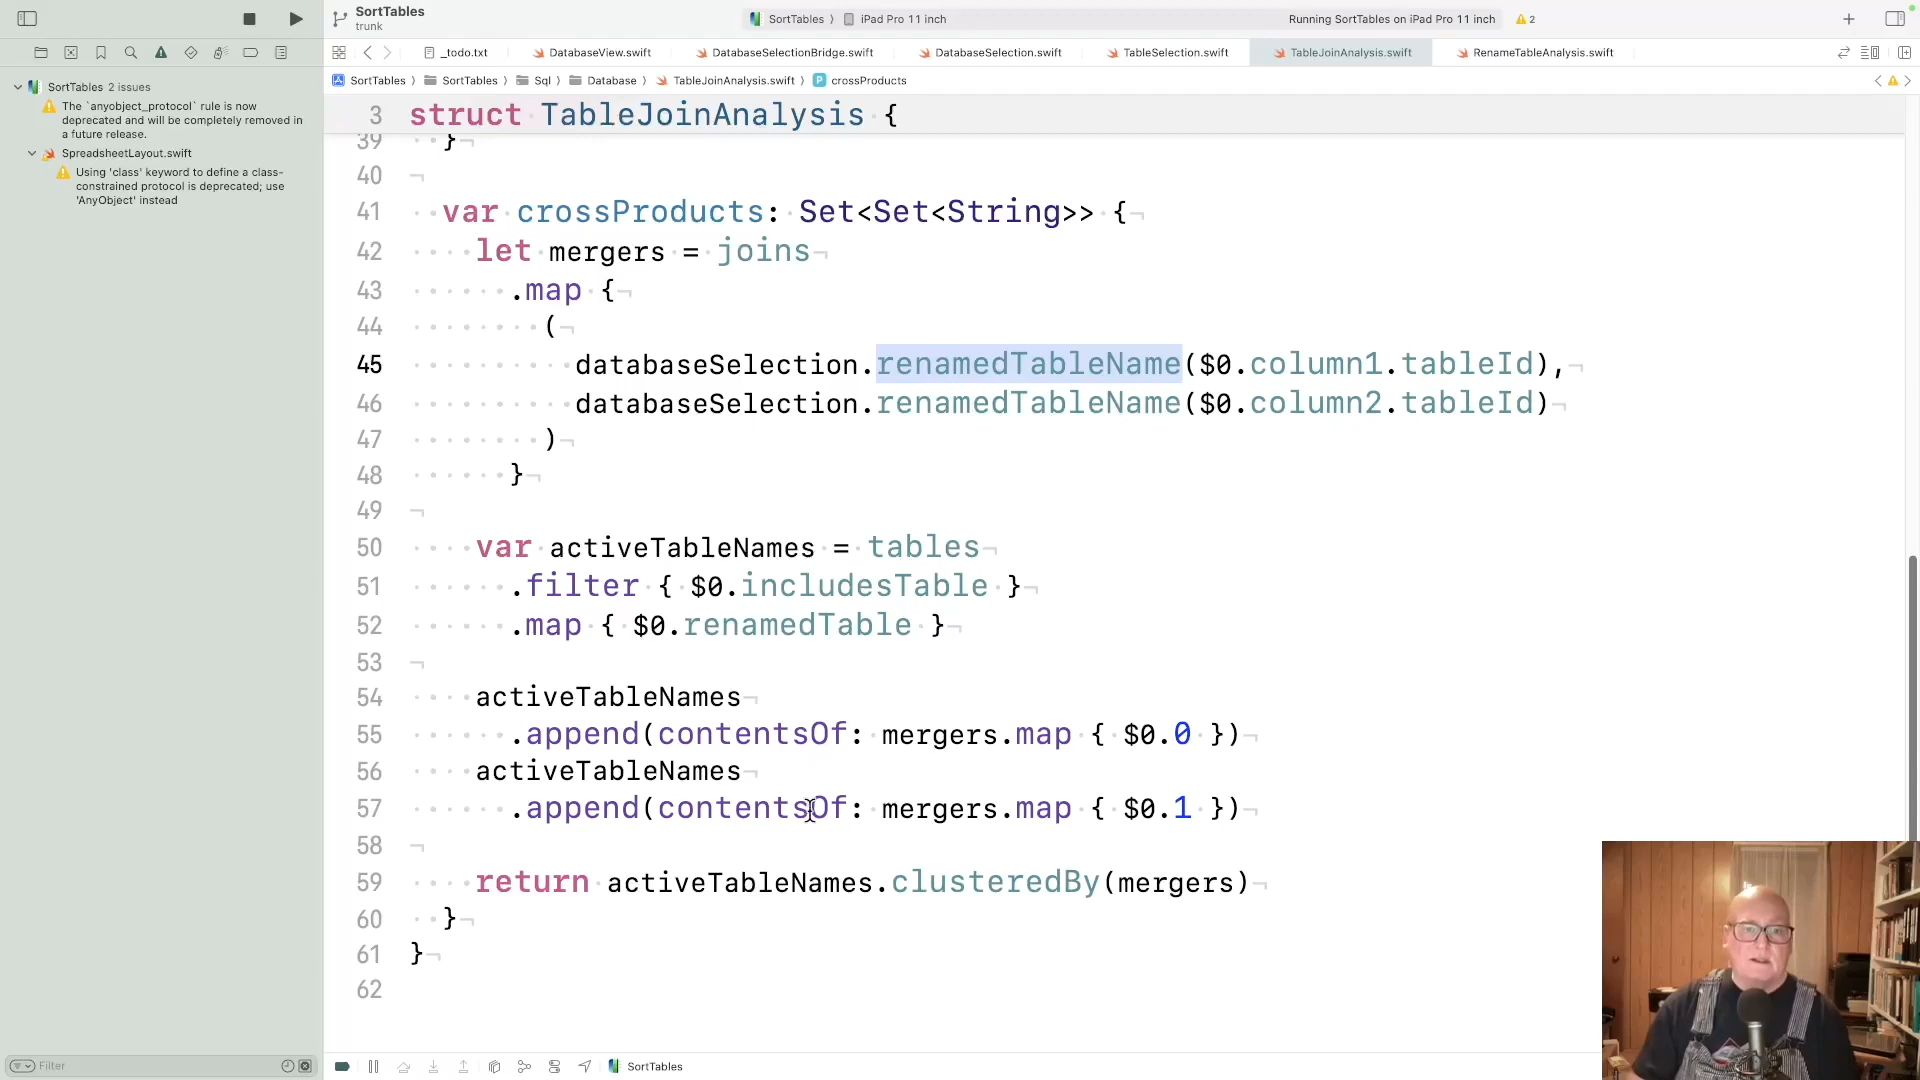 SortTables
trunk
SortTables 〉 iPad Pro 11 inch
Running SortTables on iPad Pro 11 inch
2
_todo.txt
DatabaseView.swift
DatabaseSelectionBridge.swift
DatabaseSelection.swift
TableSelection.swift
TableJoinAnalysis.swift
RenameTableAnalysis.swift
SortTables 〉 SortTables 〉 Sql 〉 Database 〉 TableJoinAnalysis.swift 〉 P crossProducts
SortTables 2 issues
The `anyobject_protocol` rule is now
deprecated and will be completely removed in
a future release.
SpreadsheetLayout.swift
Using 'class' keyword to define a class-
constrained protocol is deprecated; use
'AnyObject' instead
3 struct TableJoinAnalysis {
39 }
40
41 var crossProducts: Set<Set<String>> {
42 let mergers = joins
43 .map {
44 (
45 databaseSelection.renamedTableName($0.column1.tableId),
46 databaseSelection.renamedTableName($0.column2.tableId)
47 )
48 }
49
50 var activeTableNames = tables
51 .filter { $0.includesTable }
52 .map { $0.renamedTable }
53
54 activeTableNames
55 .append(contentsOf: mergers.map { $0.0 })
56 activeTableNames
57 .append(contentsOf: mergers.map { $0.1 })
58
59 return activeTableNames.clusteredBy(mergers)
60 }
61 }
62
Filter
SortTables